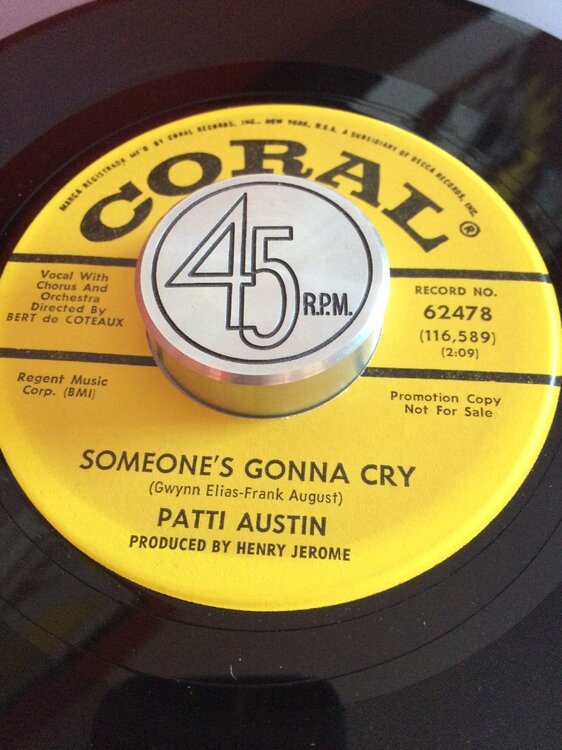 MARCA REGISTRADA MF'D BY CORAL RECORDS, INC., NEW YORK, U.S.A. A SUBSIDIARY OF DECCA RECORDS, INC.
CORAL®
45 R.P.M.
Vocal With
Chorus And
Orchestra
Directed By
BERT de COTEAUX
RECORD NO.
62478
(116,589)
(2:09)
Regent Music
Corp. (BMI)
Promotion Copy
Not For Sale
SOMEONE'S GONNA CRY
(Gwynn Elias-Frank August)
PATTI AUSTIN
PRODUCED BY HENRY JEROME